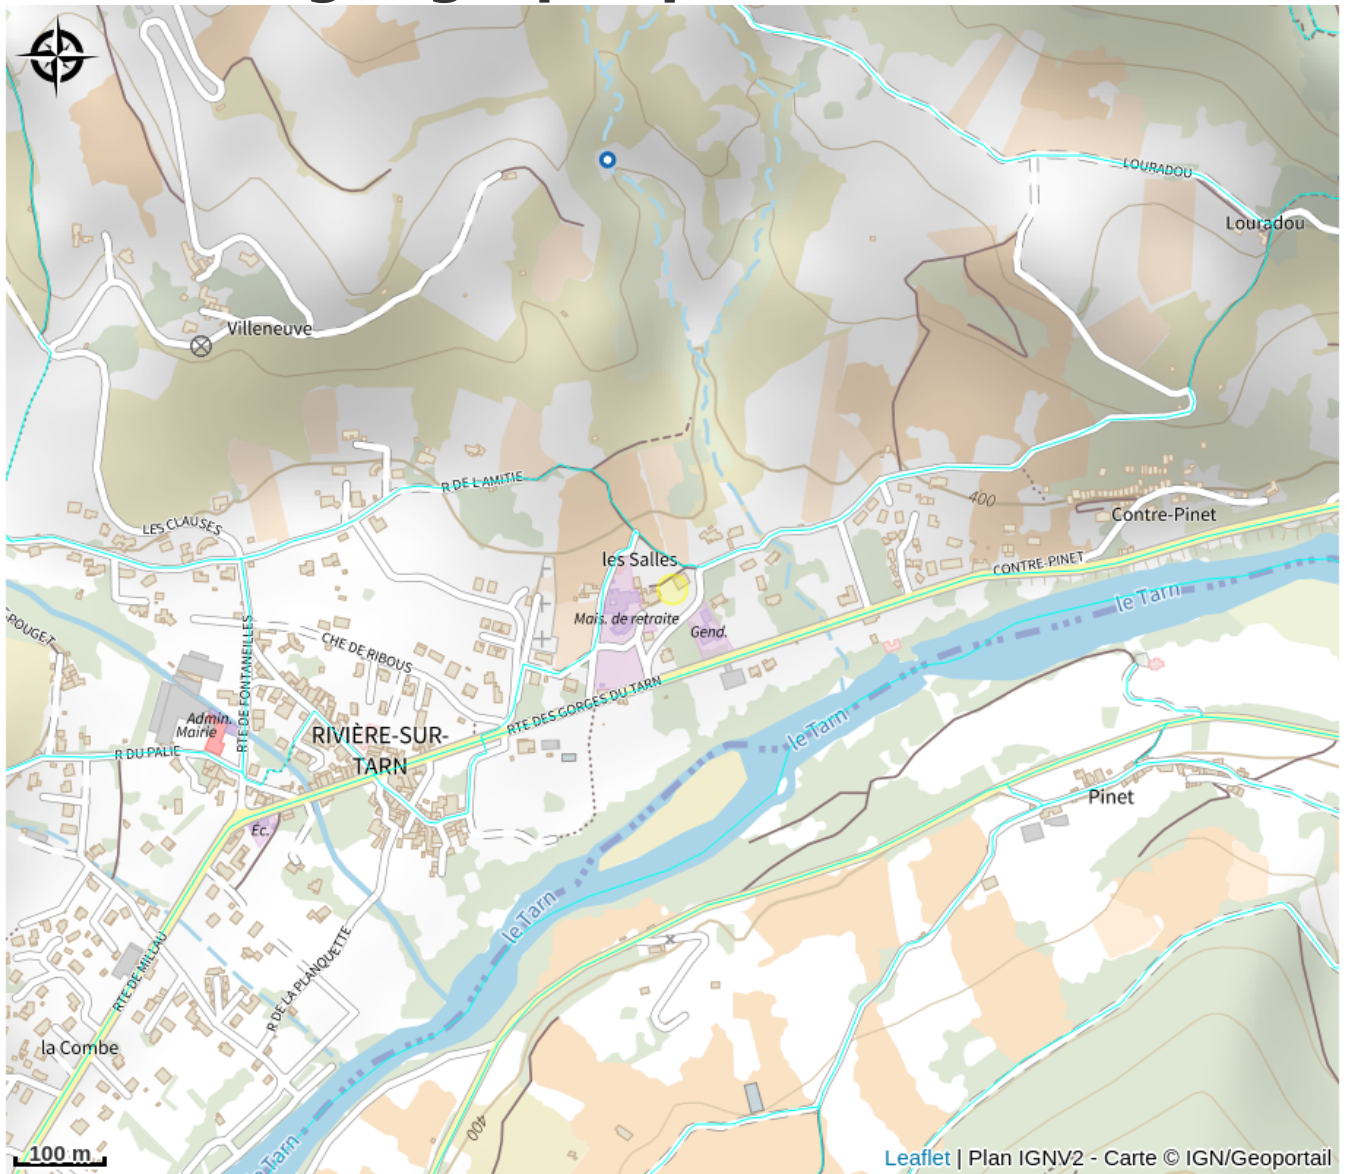 LOURADOU
Louradou
Villeneuve
R DE L'AMITIE
400
LES CLAUSES
Contre-Pinet
les Salles
CONTRE-PINET
le Tarn
Mais. de retraite
Gend.
CHE DE RIBOUS
RTE DE FONTANEILLES
RTE DES GORGES DU TARN
Admin.
Mairie
RIVIÈRE-SUR-
TARN
le Tarn
R DU PALIE
Pinet
Éc.
le Tarn
RTE DE MILLAU
R DE LA PLANQUETTE
la Combe
400
le Tarn
100 m
Leaflet | Plan IGNV2 - Carte © IGN/Geoportail